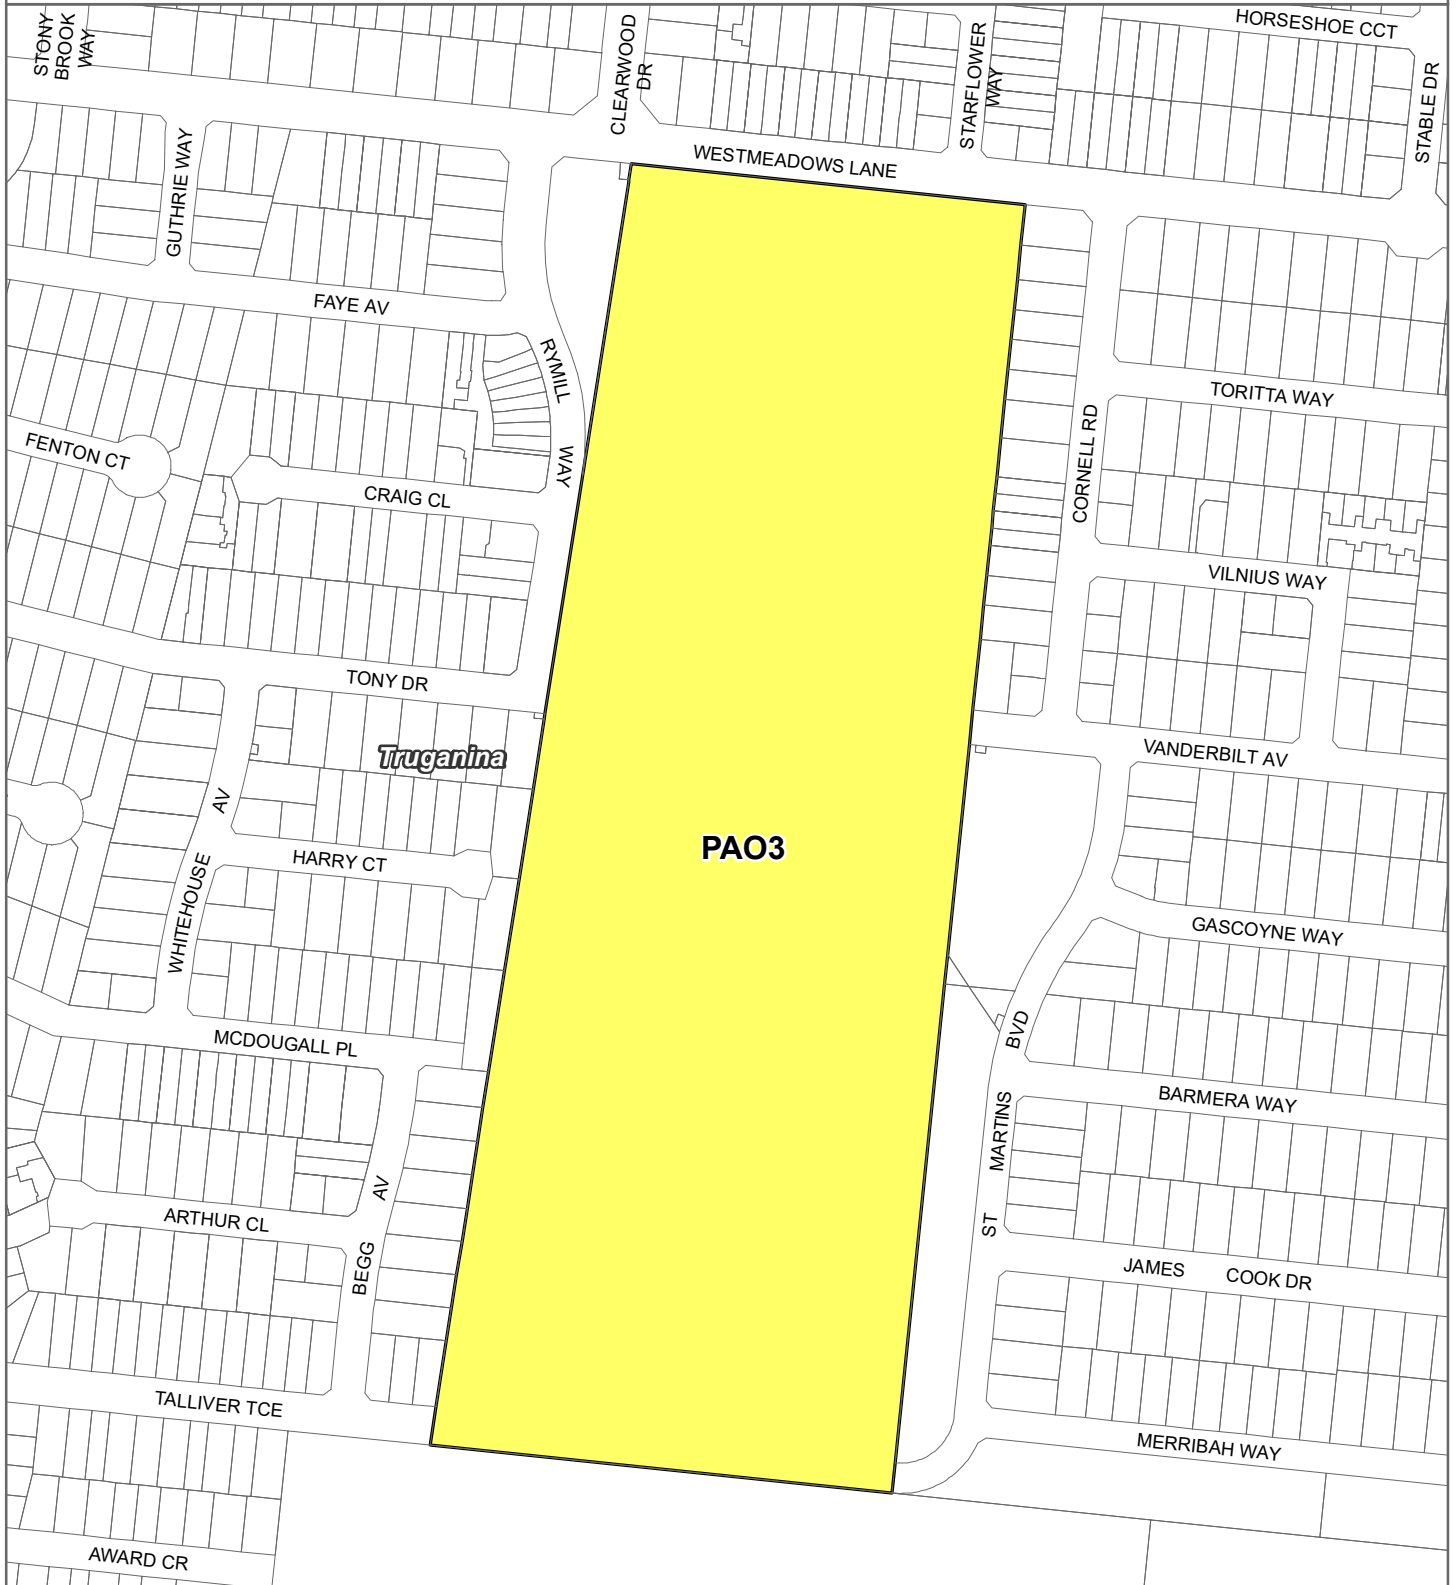 STONY
BROOK
WAY
CLEARWOOD
DR
STARFLOWER
WAY
HORSESHOE CCT
STABLE DR
GUTHRIE WAY
WESTMEADOWS LANE
FAYE AV
RYMILL
WAY
TORITTA WAY
CORNELL RD
FENTON CT
CRAIG CL
VILNIUS WAY
TONY DR
Truganina
VANDERBILT AV
WHITEHOUSE
AV
HARRY CT
PAO3
GASCOYNE WAY
MCDOUGALL PL
ST
MARTINS
BVD
BARMERA WAY
ARTHUR CL
BEGG
AV
JAMES COOK DR
TALLIVER TCE
MERRIBAH WAY
AWARD CR